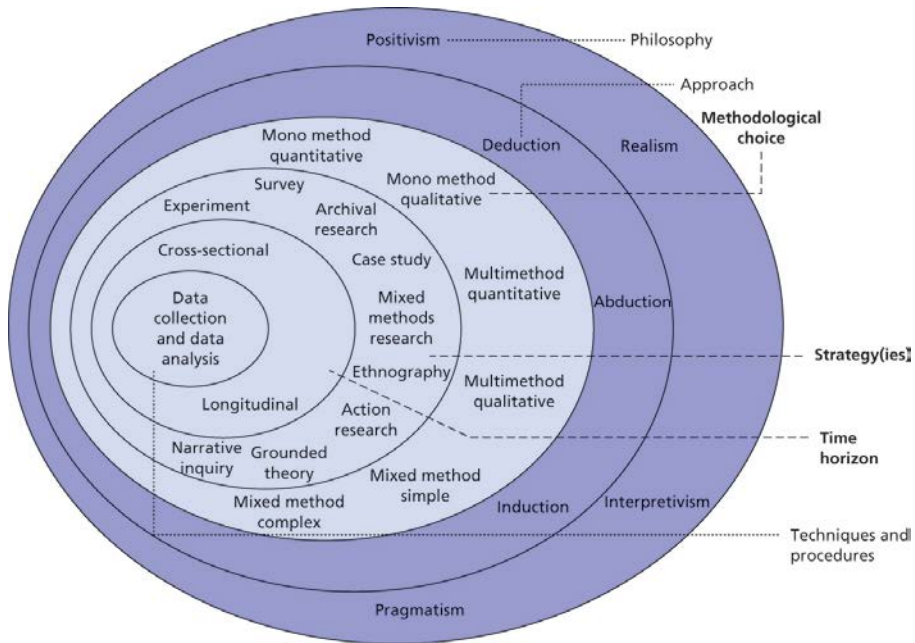 Positivism
Philosophy
Approach
Methodological
choice
Mono method
quantitative
Deduction
Realism
Mono method
qualitative
Survey
Experiment
Archival
research
Cross-sectional
Case study
Multimethod
quantitative
Abduction
Data
collection
and data
analysis
Mixed
methods
research
Strategy(ies)
Ethnography
Multimethod
qualitative
Longitudinal
Action
research
Time
horizon
Narrative
inquiry
Grounded
theory
Mixed method
simple
Mixed method
complex
Induction
Interpretivism
Techniques and
procedures
Pragmatism